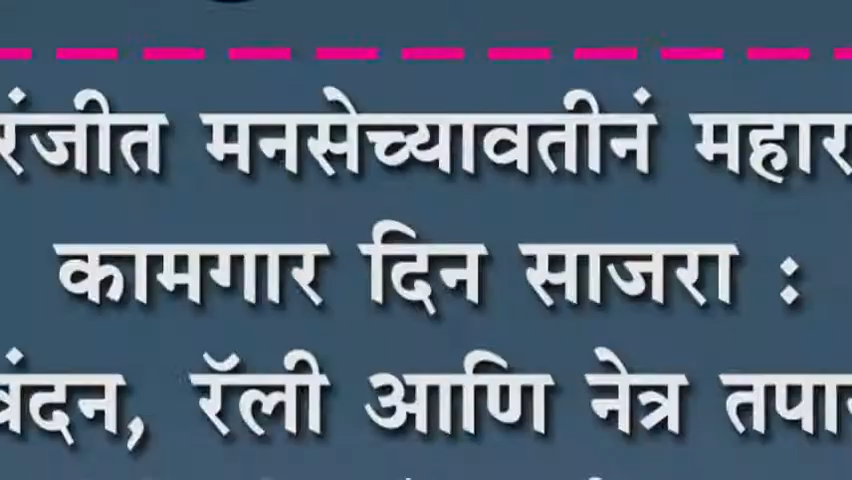 रंजीत मनसेच्यावतीनं महार
कामगार दिन साजरा :
वंदन, रॅली आणि नेत्र तपा